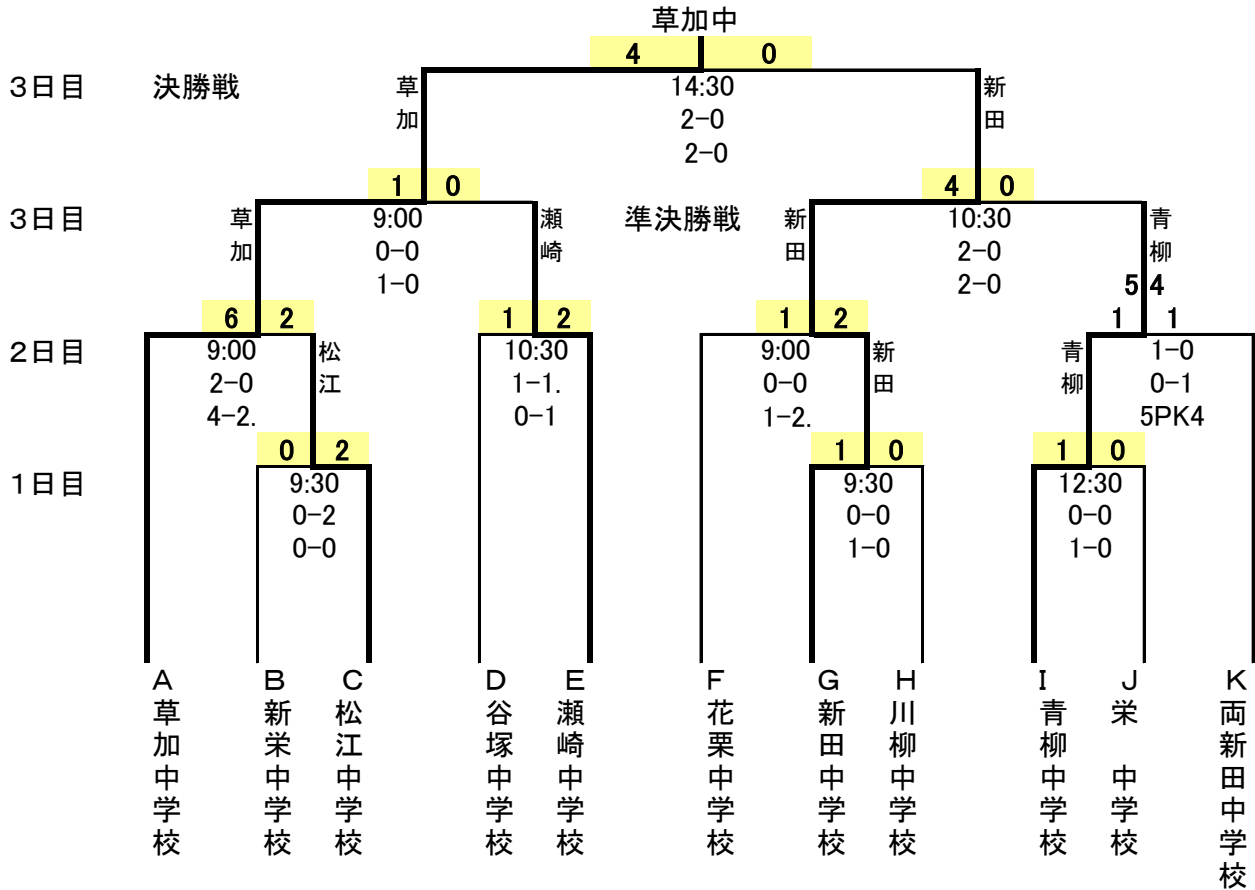 草加中
4 0
3日目 決勝戦 草加 14:30 新田
2-0
2-0
1 0 4 0
3日目 草加 9:00 瀬崎 準決勝戦 新田 10:30 青柳
0-0 2-0
1-0 2-0
5 4
6 2 1 2 1 2 1 1
2日目 9:00 松江 10:30 9:00 新田 青柳 1-0
2-0 1-1. 0-0 0-1
4-2. 0-1 1-2. 5PK4
0 2 1 0 1 0
1日目 9:30 9:30 12:30
0-2 0-0 0-0
0-0 1-0 1-0
A B C D E F G H I J K
草加中学校
新栄中学校
松江中学校
谷塚中学校
瀬崎中学校
花栗中学校
新田中学校
川柳中学校
青柳中学校
栄 中学校
両新田中学校